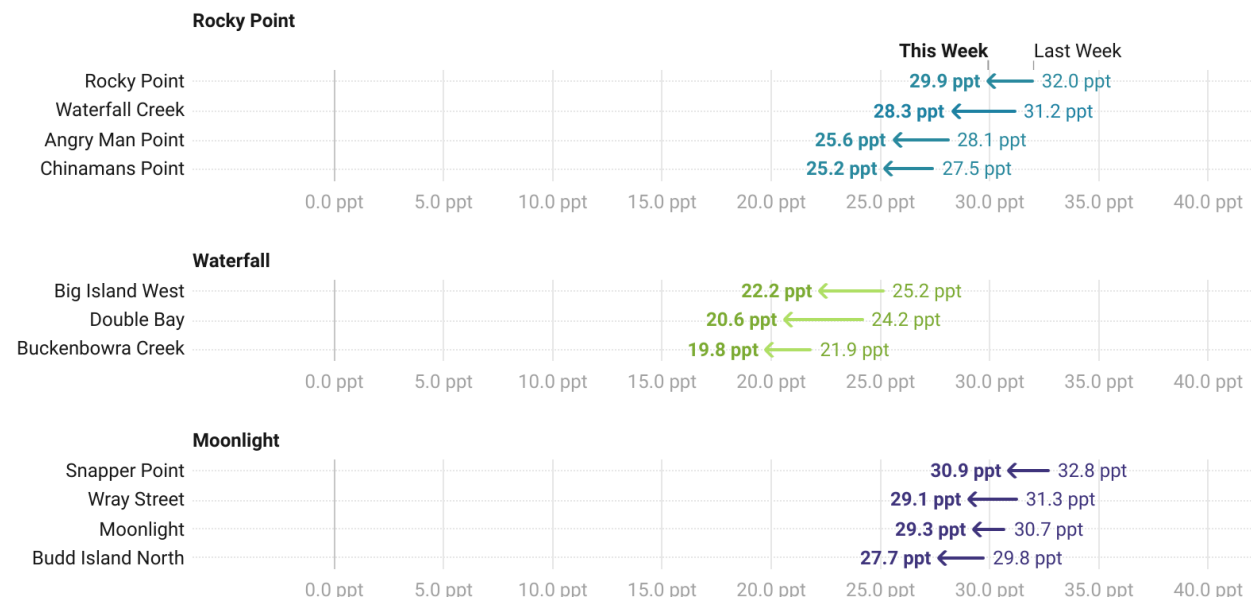 Rocky Point
This Week Last Week
Rocky Point 29.9 ppt 32.0 ppt
Waterfall Creek 28.3 ppt 31.2 ppt
Angry Man Point 25.6 ppt 28.1 ppt
Chinamans Point 25.2 ppt 27.5 ppt
0.0 ppt 5.0 ppt 10.0 ppt 15.0 ppt 20.0 ppt 25.0 ppt 30.0 ppt 35.0 ppt 40.0 ppt
Waterfall
Big Island West 22.2 ppt 25.2 ppt
Double Bay 20.6 ppt 24.2 ppt
Buckenbowra Creek 19.8 ppt 21.9 ppt
0.0 ppt 5.0 ppt 10.0 ppt 15.0 ppt 20.0 ppt 25.0 ppt 30.0 ppt 35.0 ppt 40.0 ppt
Moonlight
Snapper Point 30.9 ppt 32.8 ppt
Wray Street 29.1 ppt 31.3 ppt
Moonlight 29.3 ppt 30.7 ppt
Budd Island North 27.7 ppt 29.8 ppt
0.0 ppt 5.0 ppt 10.0 ppt 15.0 ppt 20.0 ppt 25.0 ppt 30.0 ppt 35.0 ppt 40.0 ppt